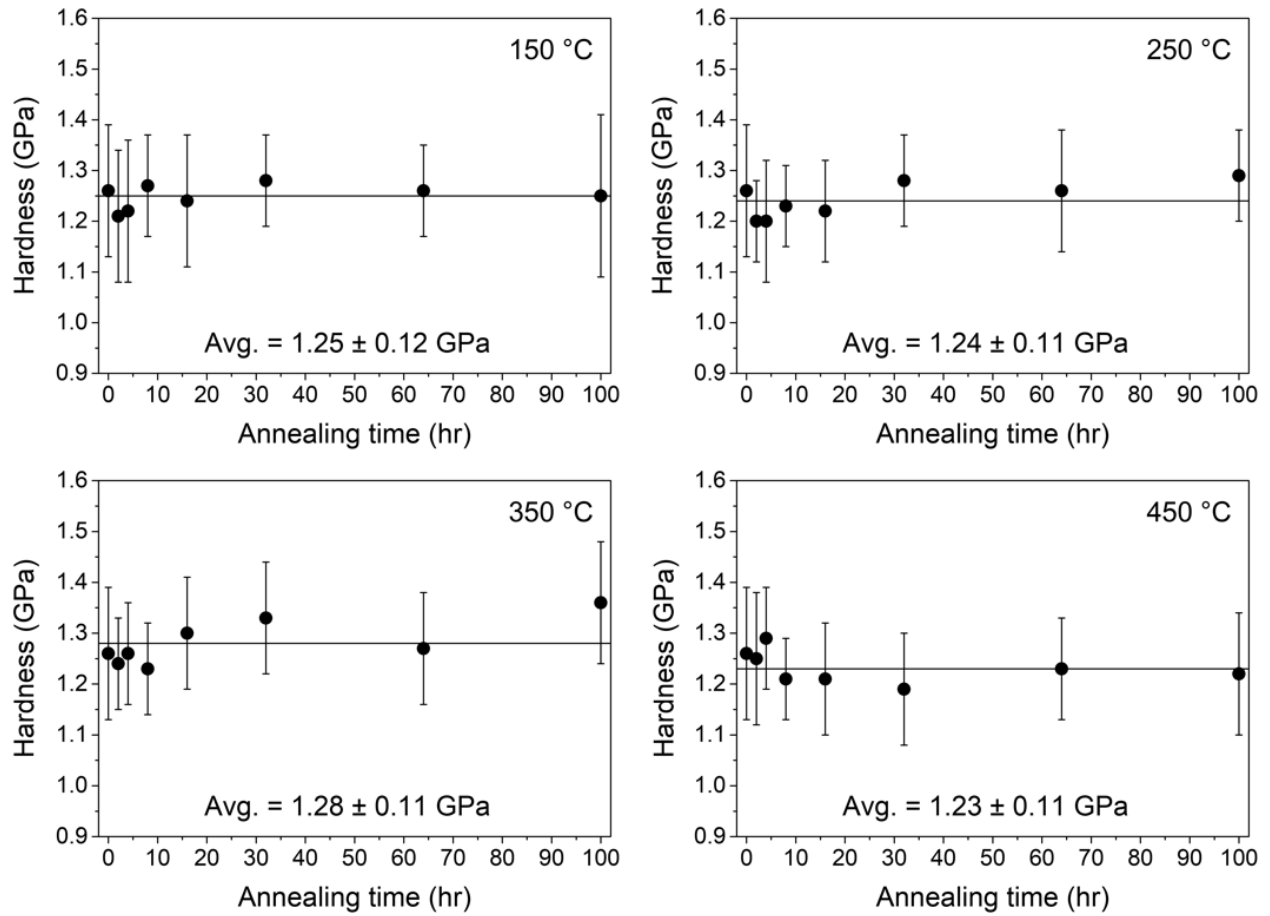 150 °C
1.6
1.5
1.4
1.3
1.2
1.1
1.0
0.9
Hardness (GPa)
Avg. = 1.25 ± 0.12 GPa
0 10 20 30 40 50 60 70 80 90 100
Annealing time (hr)
250 °C
1.6
1.5
1.4
1.3
1.2
1.1
1.0
0.9
Hardness (GPa)
Avg. = 1.24 ± 0.11 GPa
0 10 20 30 40 50 60 70 80 90 100
Annealing time (hr)
350 °C
1.6
1.5
1.4
1.3
1.2
1.1
1.0
0.9
Hardness (GPa)
Avg. = 1.28 ± 0.11 GPa
0 10 20 30 40 50 60 70 80 90 100
Annealing time (hr)
450 °C
1.6
1.5
1.4
1.3
1.2
1.1
1.0
0.9
Hardness (GPa)
Avg. = 1.23 ± 0.11 GPa
0 10 20 30 40 50 60 70 80 90 100
Annealing time (hr)